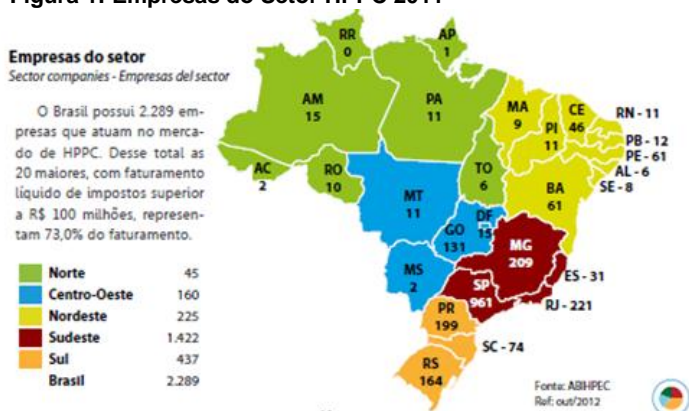 Empresas do setor
Sector companies - Empresas del sector
O Brasil possui 2.289 em-
presas que atuam no merca-
do de HPPC. Desse total as
20 maiores, com faturamento
líquido de impostos superior
a R$ 100 milhões, represen-
tam 73,0% do faturamento.
Norte 45
Centro-Oeste 160
Nordeste 225
Sudeste 1.422
Sul 437
Brasil 2.289
RR
0
AP
1
AM
15
PA
11
MA
9
CE
46
RN - 11
PI
11
PB - 12
PE - 61
AL - 6
SE - 8
AC
2
RO
10
TO
6
BA
61
MT
11
DF
15
GO
131
MG
209
MS
2
ES - 31
SP
961
RJ - 221
PR
199
SC - 74
RS
164
Fonte: ABIHPEC
Ref: out/2012